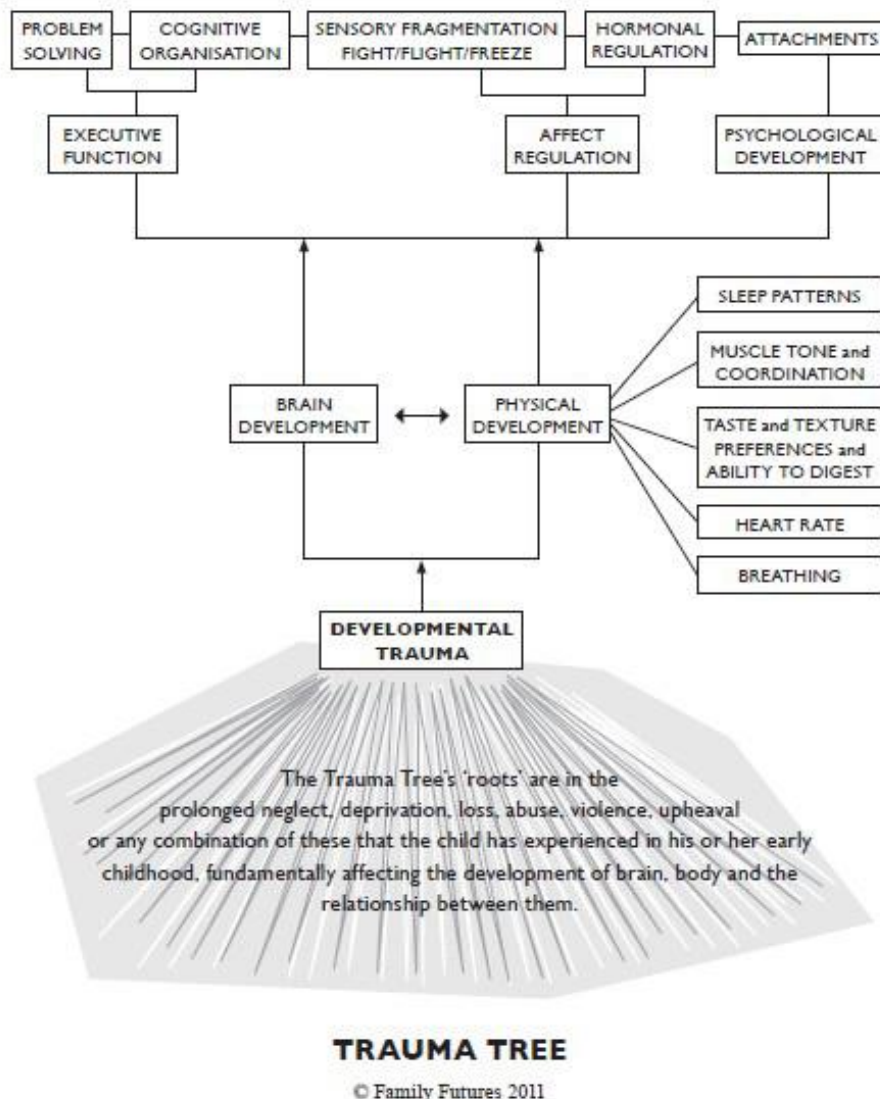 PROBLEM
SOLVING
COGNITIVE
ORGANISATION
SENSORY FRAGMENTATION
FIGHT/FLIGHT/FREEZE
HORMONAL
REGULATION
ATTACHMENTS
EXECUTIVE
FUNCTION
AFFECT
REGULATION
PSYCHOLOGICAL
DEVELOPMENT
SLEEP PATTERNS
MUSCLE TONE and
COORDINATION
BRAIN
DEVELOPMENT
PHYSICAL
DEVELOPMENT
TASTE and TEXTURE
PREFERENCES and
ABILITY TO DIGEST
HEART RATE
BREATHING
DEVELOPMENTAL
TRAUMA
The Trauma Tree's 'roots' are in the
prolonged neglect, deprivation, loss, abuse, violence, upheaval
or any combination of these that the child has experienced in his or her early
childhood, fundamentally affecting the development of brain, body and the
relationship between them.
TRAUMA TREE
© Family Futures 2011